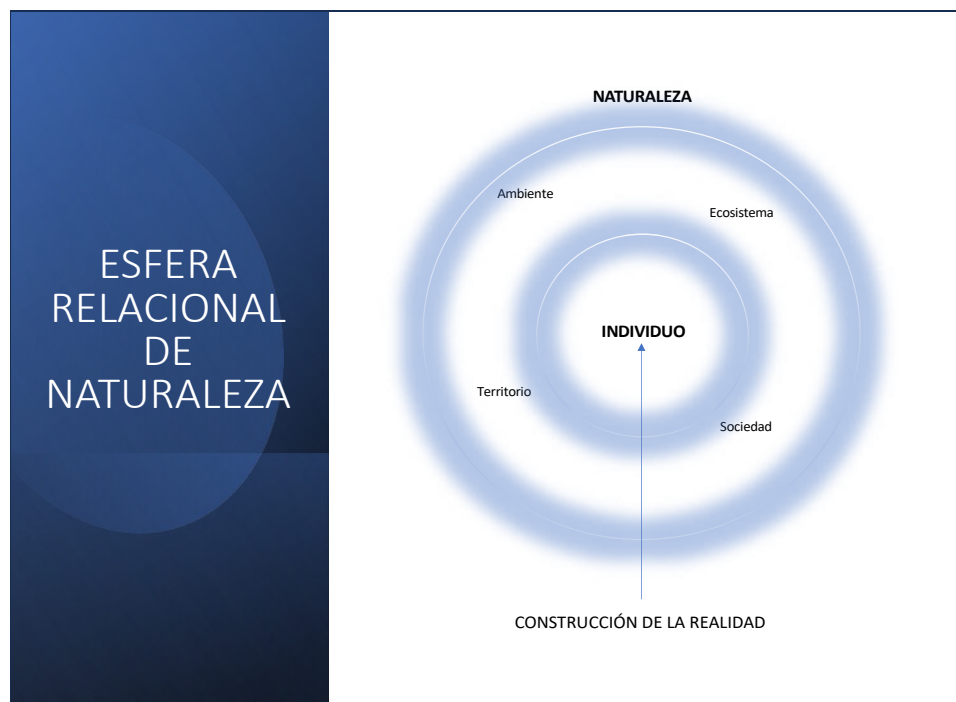 ESFERA
RELACIONAL
DE
NATURALEZA
NATURALEZA
Ambiente
Ecosistema
INDIVIDUO
Territorio
Sociedad
CONSTRUCCIÓN DE LA REALIDAD